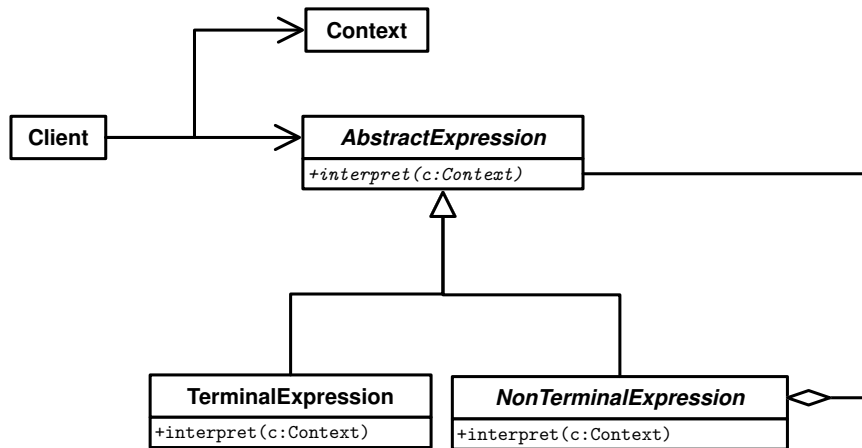 Context
Client
AbstractExpression
+interpret(c:Context)
TerminalExpression
+interpret(c:Context)
NonTerminalExpression
+interpret(c:Context)